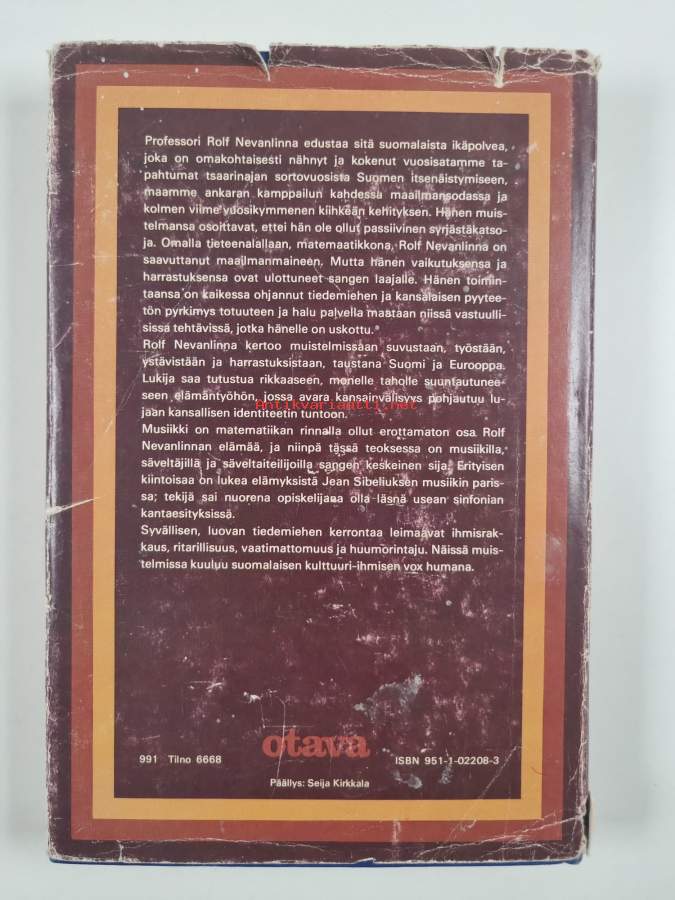 Professori Rolf Nevanlinna edustaa sitä suomalaista ikäpolvea,
joka on omakohtaisesti nähnyt ja kokenut vuosisatamme ta-
pahtumat tsaarinajan sortovuosista Suomen itsenäistymiseen,
maamme ankaran kamppailun kahdessa maailmansodassa ja
kolmen viime vuosikymmenen kiihkeän kehityksen. Hänen muis-
telmansa osoittavat, ettei hän ole ollut passiivinen syrjästäkatso-
ja. Omalla tieteenalallaan, matemaatikkona, Rolf Nevanlinna on
saavuttanut maailmanmaineen. Mutta hänen vaikutuksensa ja
harrastuksensa ovat ulottuneet sangen laajalle. Hänen toimin-
taansa on kaikessa ohjannut tiedemiehen ja kansalaisen pyytee-
tön pyrkimys totuuteen ja halu palvella maataan niissä vastuulli-
sissa tehtävissä, jotka hänelle on uskottu.
Rolf Nevanlinna kertoo muistelmissaan suvustaan, työstään,
ystävistään ja harrastuksistaan, taustana Suomi ja Eurooppa.
Lukija saa tutustua rikkaaseen, monelle taholle suuntautunee-
seen elämäntyöhön, jossa avara kansainvälisyys pohjautuu lu-
Antikvariaatti.net
jaan kansallisen identiteetin tuntoon.
Musiikki on matematiikan rinnalla ollut erottamaton osa Rolf
Nevanlinnan elämää, ja niinpä tässä teoksessa on musiikilla,
säveltäjillä ja säveltaiteilijoilla sangen keskeinen sija. Erityisen
kiintoisaa on lukea elämyksistä Jean Sibeliuksen musiikin paris-
sa; tekijä sai nuorena opiskelijana olla läsnä usean sinfonian
kantaesityksissä.
Syvällisen, luovan tiedemiehen kerrontaa leimaavat ihmisrak-
kaus, ritarillisuus, vaatimattomuus ja huumorintaju. Näissä muis-
telmissa kuuluu suomalaisen kulttuuri-ihmisen vox humana.
otava
991 Tilno 6668
ISBN 951-1-02208-3
Päällys: Seija Kirkkala